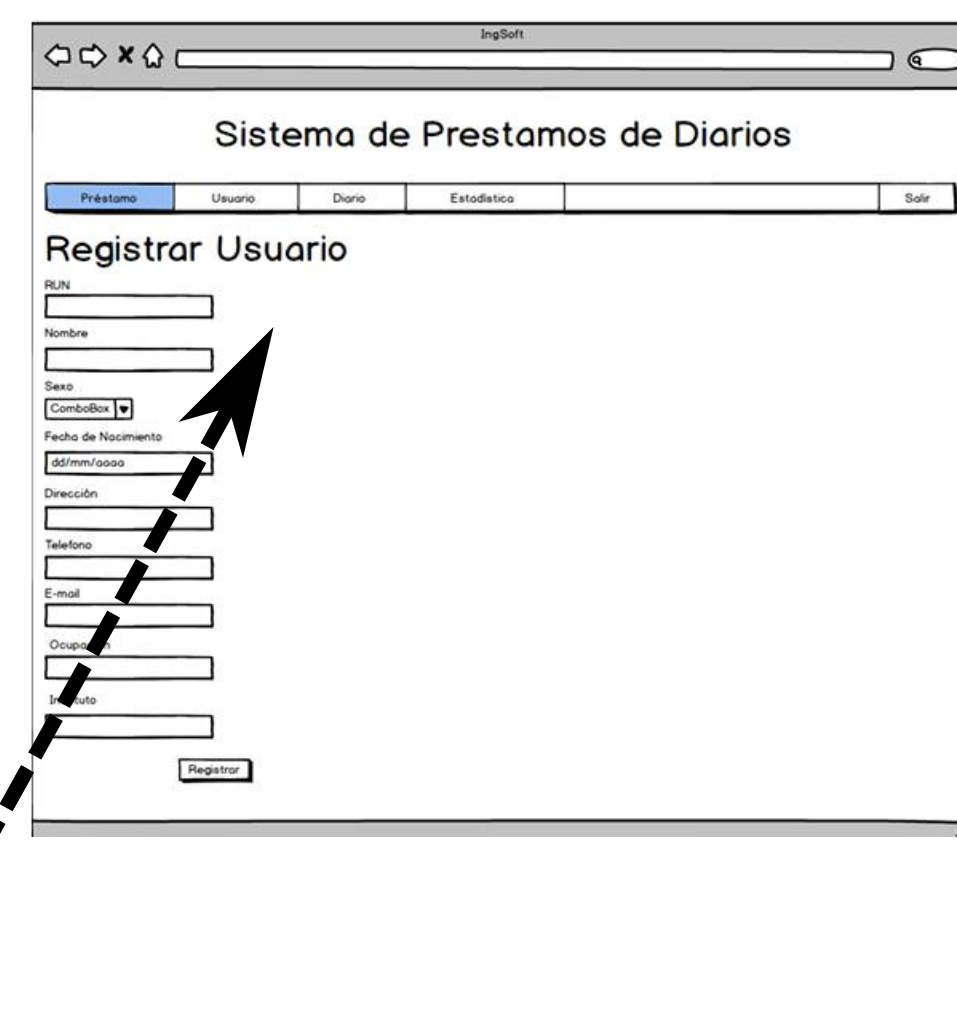 IngSoft
Sistema de Prestamos de Diarios
Préstamo Usuario Diario Estadistica Salir
Registrar Usuario
RUN
Nombre
Sexo
ComboBox
Fecha de Nacimiento
dd/mm/aaaa
Dirección
Telefono
E-mail
Registrar